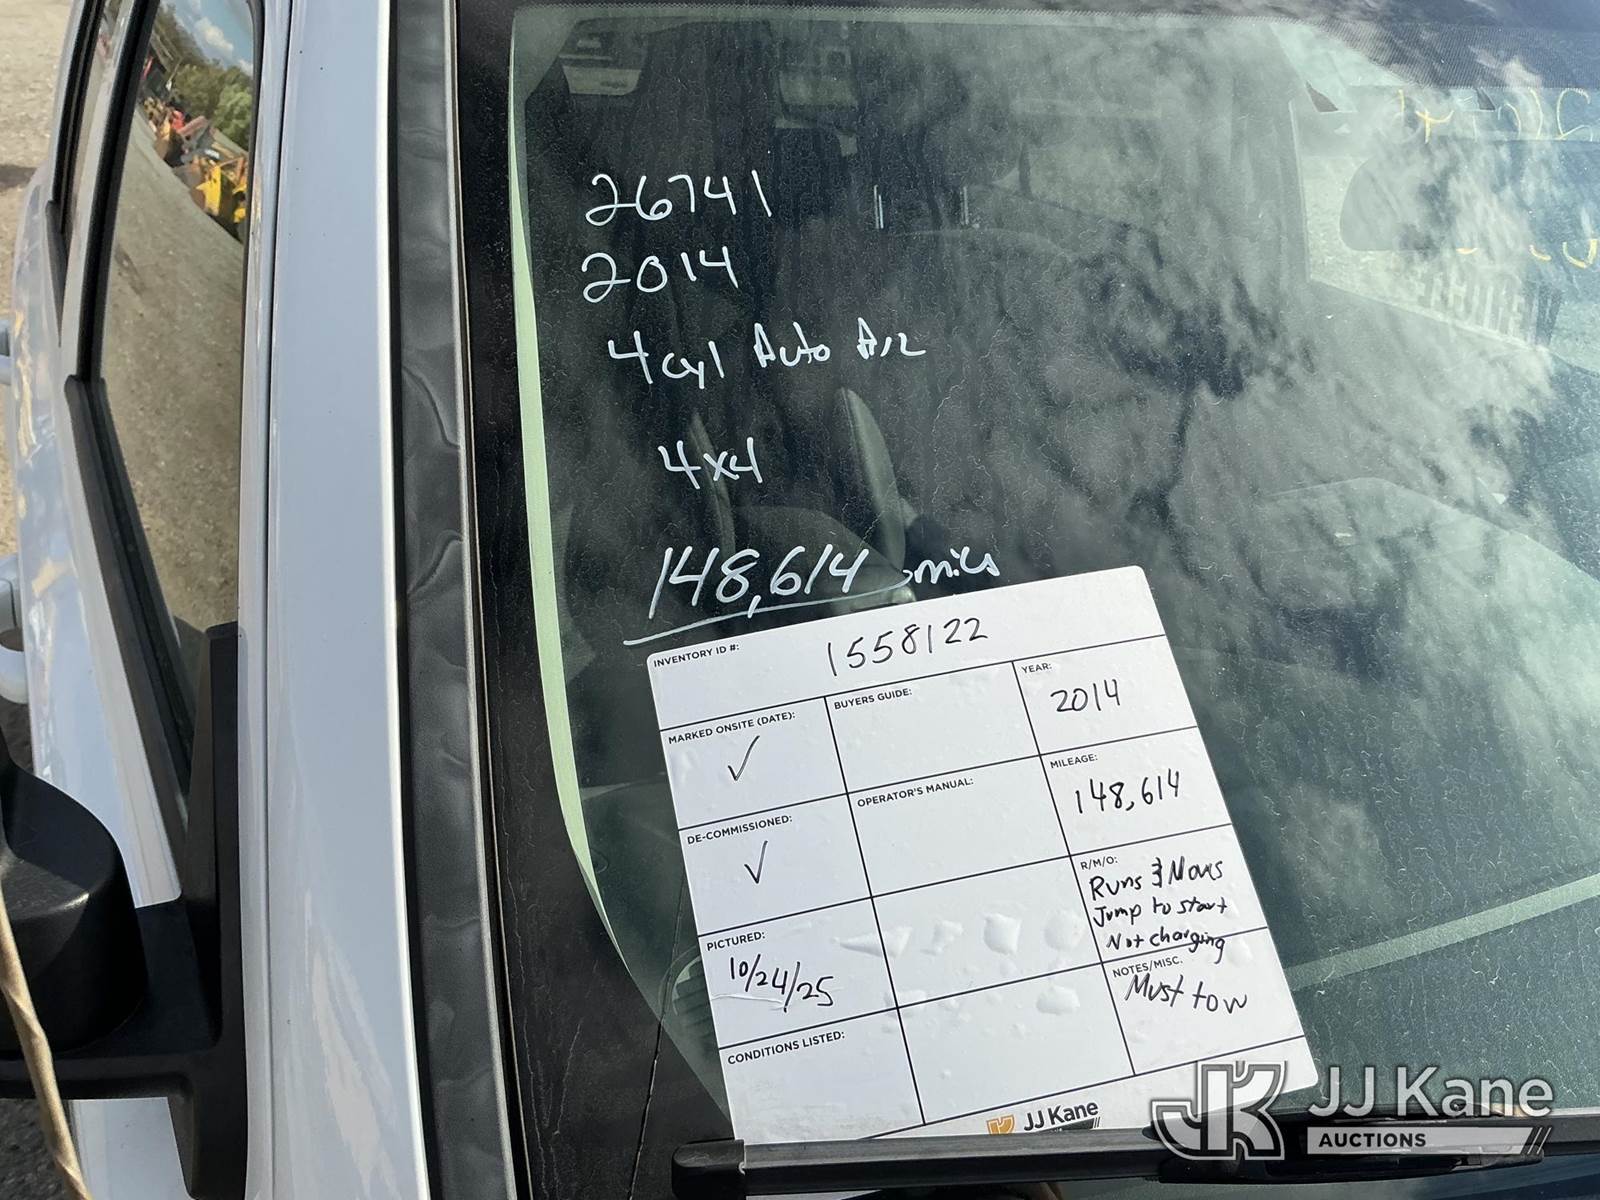 26741
2014
4cyl Auto Air
4x4
148,614 miles
INVENTORY ID #: 1558122
MARKED ONSITE (DATE): ✓
BUYERS GUIDE:
YEAR: 2014
DE-COMMISSIONED: ✓
OPERATOR'S MANUAL:
MILEAGE: 148,614
PICTURED: 10/24/25
R/M/O:
Runs & Moves
Jump to start
Not charging
CONDITIONS LISTED:
NOTES/MISC.
Must tow
JJ Kane
JJ Kane
AUCTIONS